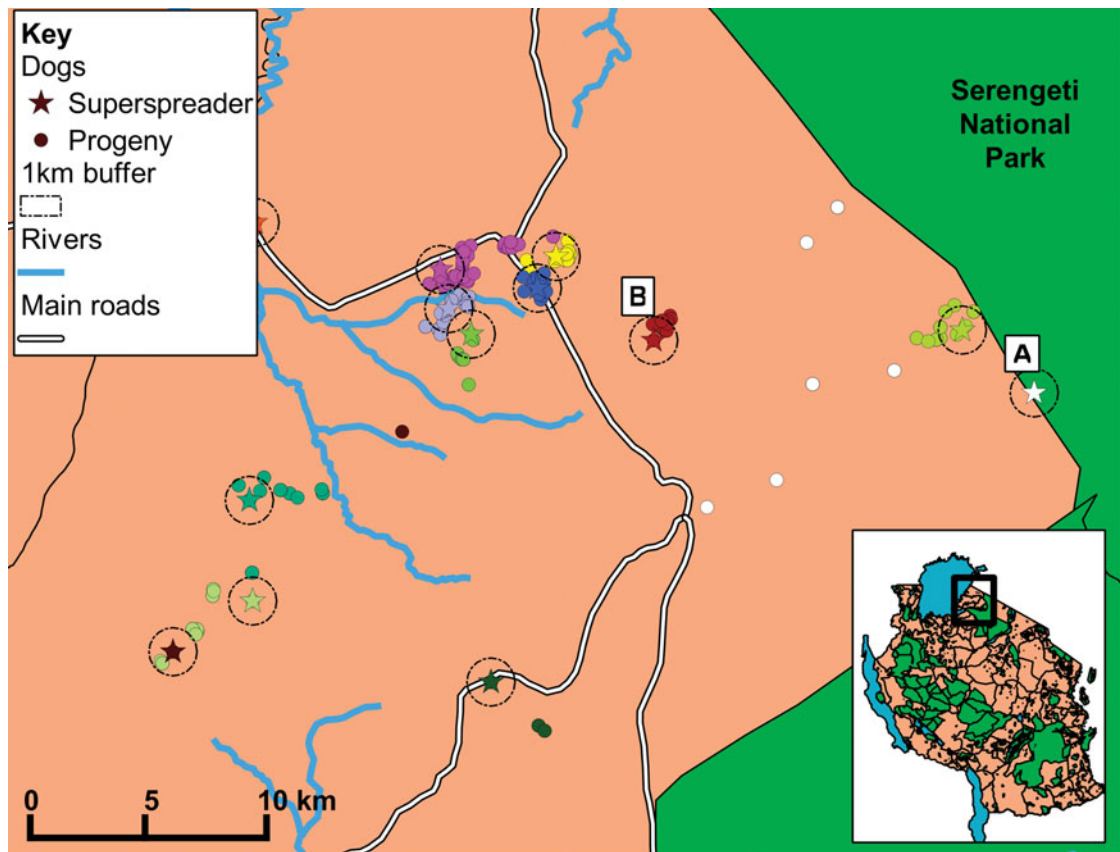 Key
Dogs
Superspreader
Progeny
1km buffer
Rivers
Main roads
Serengeti
National
Park
B
A
0 5 10 km